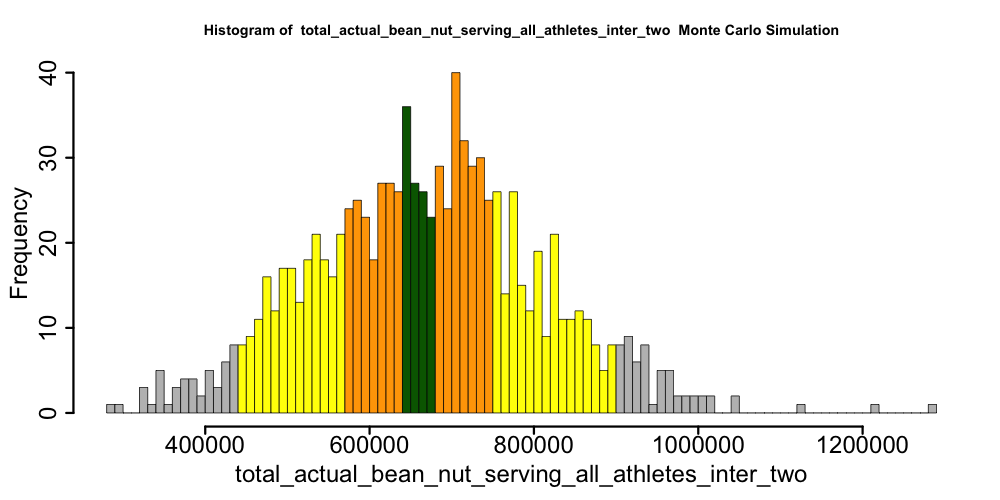 Histogram of  total_actual_bean_nut_serving_all_athletes_inter_two  Monte Carlo Simulation
Frequency
40
30
20
10
0
400000 600000 800000 1000000 1200000
total_actual_bean_nut_serving_all_athletes_inter_two